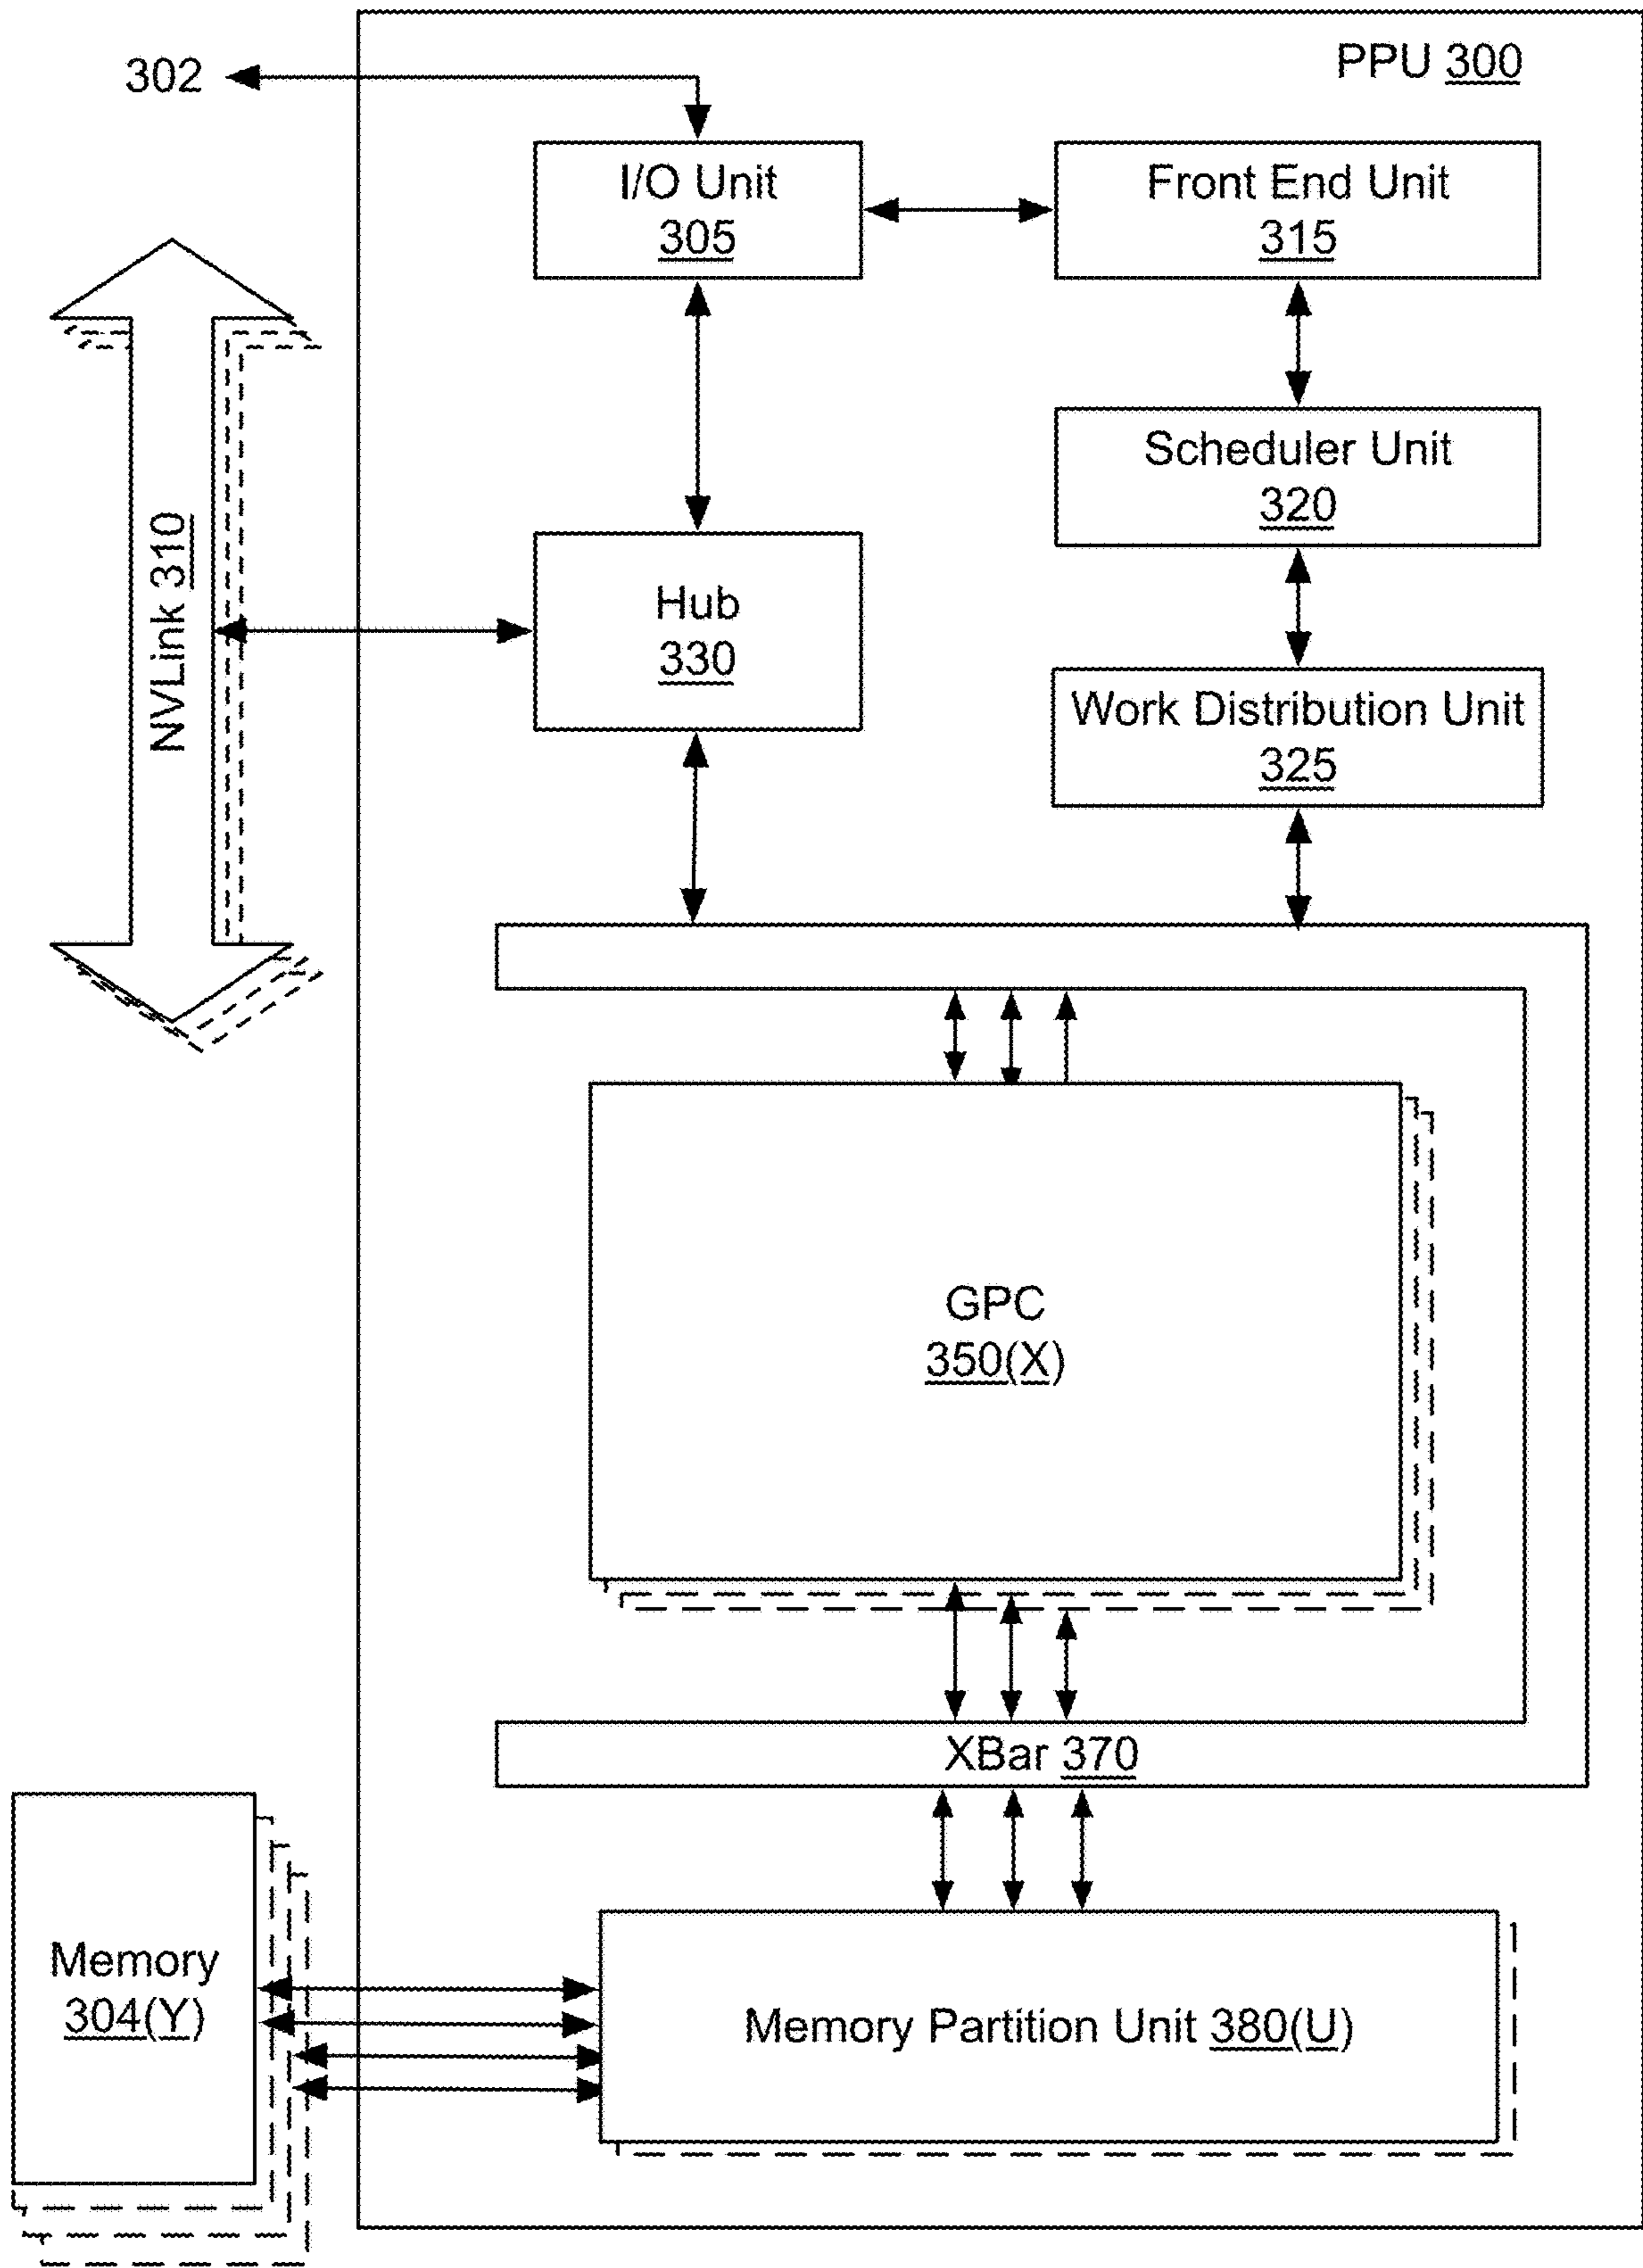 302
PPU 300
I/O Unit
305
Front End Unit
315
Scheduler Unit
320
NVLink 310
Hub
330
Work Distribution Unit
325
GPC
350(X)
XBar 370
Memory
304(Y)
Memory Partition Unit 380(U)